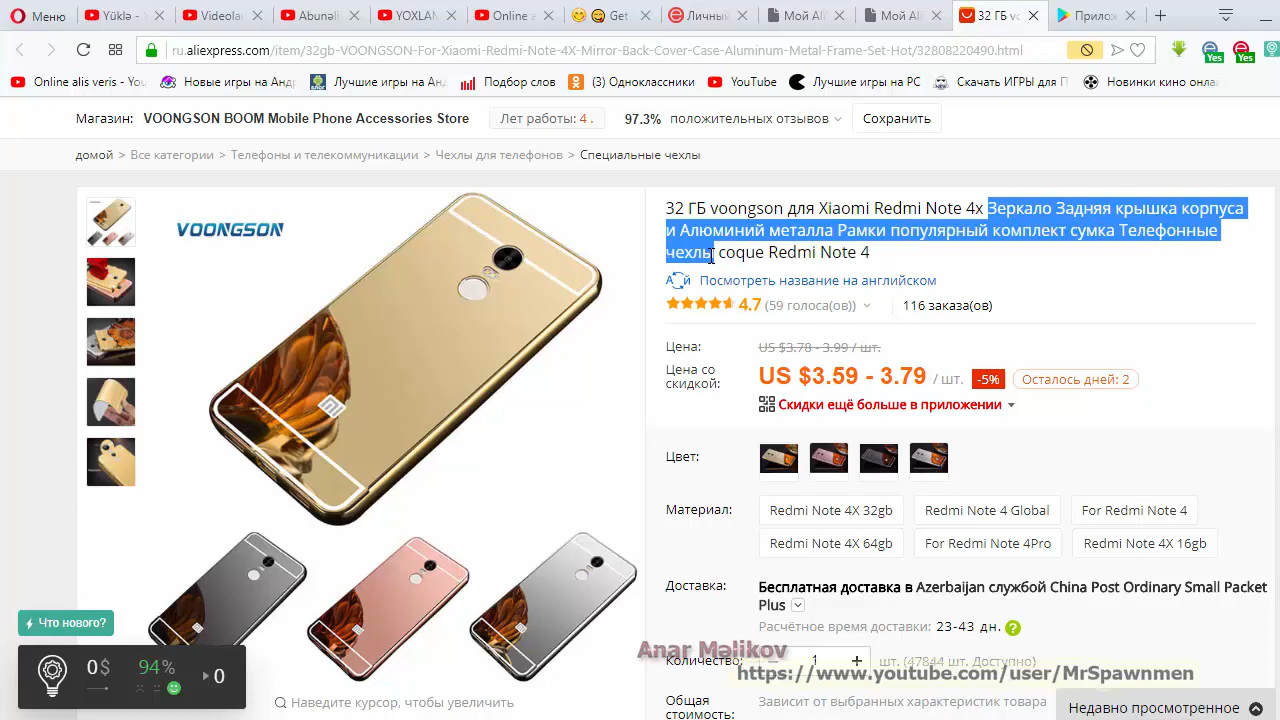 Меню
Yüklə -
Videolar
Abunəli
YOXLAN
Online a
Get
Личный
Мой Ali
Мой Ali
32 ГБ vo
Прилож
ru.aliexpress.com/item/32gb-VOONGSON-For-Xiaomi-Redmi-Note-4X-Mirror-Back-Cover-Case-Aluminum-Metal-Frame-Set-Hot/32808220490.html
Yes
Yes
Online alis veris - You
Новые игры на Андр
Лучшие игры на Анд
Подбор слов
(3) Одноклассники
YouTube
Лучшие игры на PC
Скачать ИГРЫ для П
Новинки кино онла
Магазин: VOONGSON BOOM Mobile Phone Accessories Store
Лет работы: 4 .
97.3% положительных отзывов
Сохранить
домой > Все категории > Телефоны и телекоммуникации > Чехлы для телефонов > Специальные чехлы
VOONGSON
32 ГБ voongson для Xiaomi Redmi Note 4x Зеркало Задняя крышка корпуса
и Алюминий металла Рамки популярный комплект сумка Телефонные
чехлы coque Redmi Note 4
Посмотреть название на английском
4.7 (59 голоса(ов))
116 заказа(ов)
Цена: US $3.78 - 3.99 / шт.
Цена со
скидкой:
US $3.59 - 3.79 / шт. -5% Осталось дней: 2
Скидки ещё больше в приложении
Цвет:
Материал:
Redmi Note 4X 32gb
Redmi Note 4 Global
For Redmi Note 4
Redmi Note 4X 64gb
For Redmi Note 4Pro
Redmi Note 4X 16gb
Доставка: Бесплатная доставка в Azerbaijan службой China Post Ordinary Small Packet
Plus
Расчётное время доставки: 23-43 дн.
Количество: 1 + шт. (47844 шт. Доступно)
Общая
стоимость:
Зависит от выбранных характеристик товара
Что нового?
0$
94%
0
Наведите курсор, чтобы увеличить
Anar Məlikov
https://www.youtube.com/user/MrSpawnmen
Недавно просмотренное